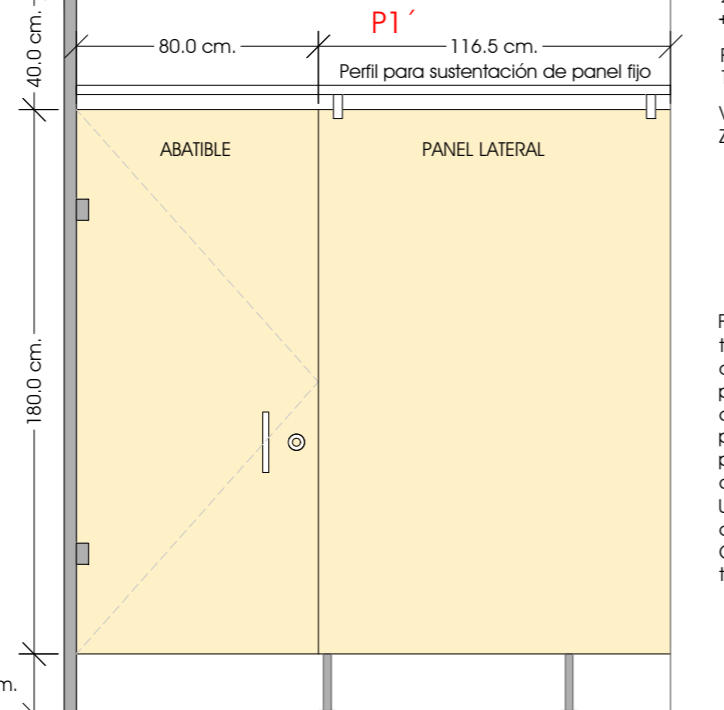 P1´
40.0 cm.
80.0 cm.
116.5 cm.
Perfil para sustentación de panel fijo
ABATIBLE
PANEL LATERAL
180.0 cm.
m.